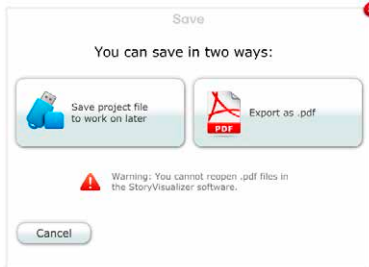 Save
You can save in two ways:
Save project file
to work on later
PDF
Export as .pdf
Warning: You cannot reopen .pdf files in
the StoryVisualizer software.
Cancel